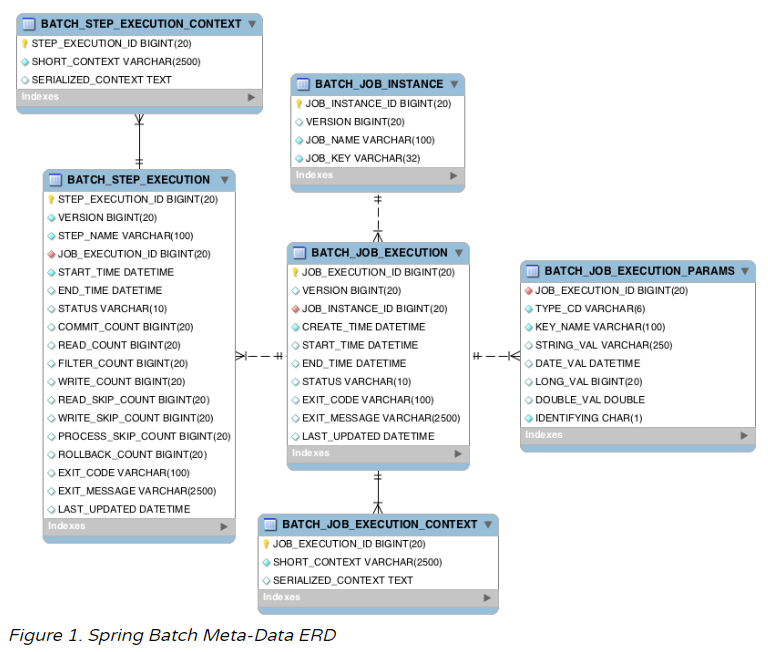 BATCH_STEP_EXECUTION_CONTEXT
STEP_EXECUTION_ID BIGINT(20)
SHORT_CONTEXT VARCHAR(2500)
SERIALIZED_CONTEXT TEXT
Indexes
BATCH_JOB_INSTANCE
JOB_INSTANCE_ID BIGINT(20)
VERSION BIGINT(20)
JOB_NAME VARCHAR(100)
JOB_KEY VARCHAR(32)
Indexes
BATCH_STEP_EXECUTION
STEP_EXECUTION_ID BIGINT(20)
VERSION BIGINT(20)
STEP_NAME VARCHAR(100)
JOB_EXECUTION_ID BIGINT(20)
START_TIME DATETIME
END_TIME DATETIME
STATUS VARCHAR(10)
COMMIT_COUNT BIGINT(20)
READ_COUNT BIGINT(20)
FILTER_COUNT BIGINT(20)
WRITE_COUNT BIGINT(20)
READ_SKIP_COUNT BIGINT(20)
WRITE_SKIP_COUNT BIGINT(20)
PROCESS_SKIP_COUNT BIGINT(20)
ROLLBACK_COUNT BIGINT(20)
EXIT_CODE VARCHAR(100)
EXIT_MESSAGE VARCHAR(2500)
LAST_UPDATED DATETIME
Indexes
BATCH_JOB_EXECUTION
JOB_EXECUTION_ID BIGINT(20)
VERSION BIGINT(20)
JOB_INSTANCE_ID BIGINT(20)
CREATE_TIME DATETIME
START_TIME DATETIME
END_TIME DATETIME
STATUS VARCHAR(10)
EXIT_CODE VARCHAR(100)
EXIT_MESSAGE VARCHAR(2500)
LAST_UPDATED DATETIME
Indexes
BATCH_JOB_EXECUTION_PARAMS
JOB_EXECUTION_ID BIGINT(20)
TYPE_CD VARCHAR(6)
KEY_NAME VARCHAR(100)
STRING_VAL VARCHAR(250)
DATE_VAL DATETIME
LONG_VAL BIGINT(20)
DOUBLE_VAL DOUBLE
IDENTIFYING CHAR(1)
Indexes
BATCH_JOB_EXECUTION_CONTEXT
JOB_EXECUTION_ID BIGINT(20)
SHORT_CONTEXT VARCHAR(2500)
SERIALIZED_CONTEXT TEXT
Indexes
Figure 1. Spring Batch Meta-Data ERD